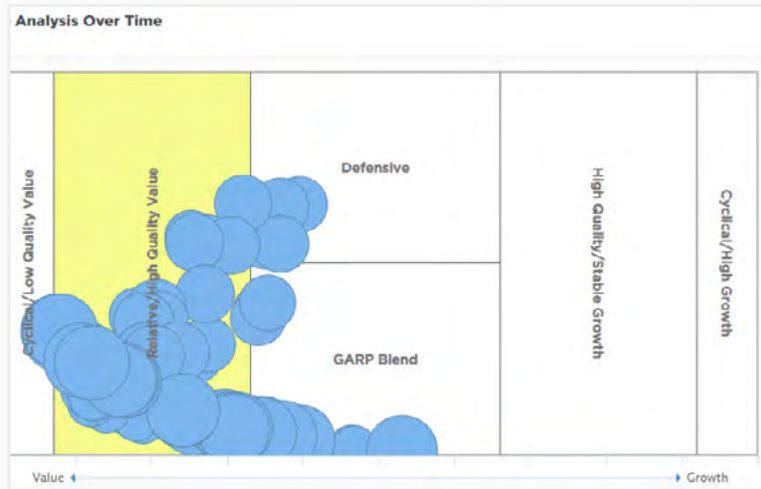 Analysis Over Time
Cyclical/Low Quality Value
Relative/High Quality Value
Defensive
GARP Blend
High Quality/Stable Growth
Cyclical/High Growth
Value
Growth